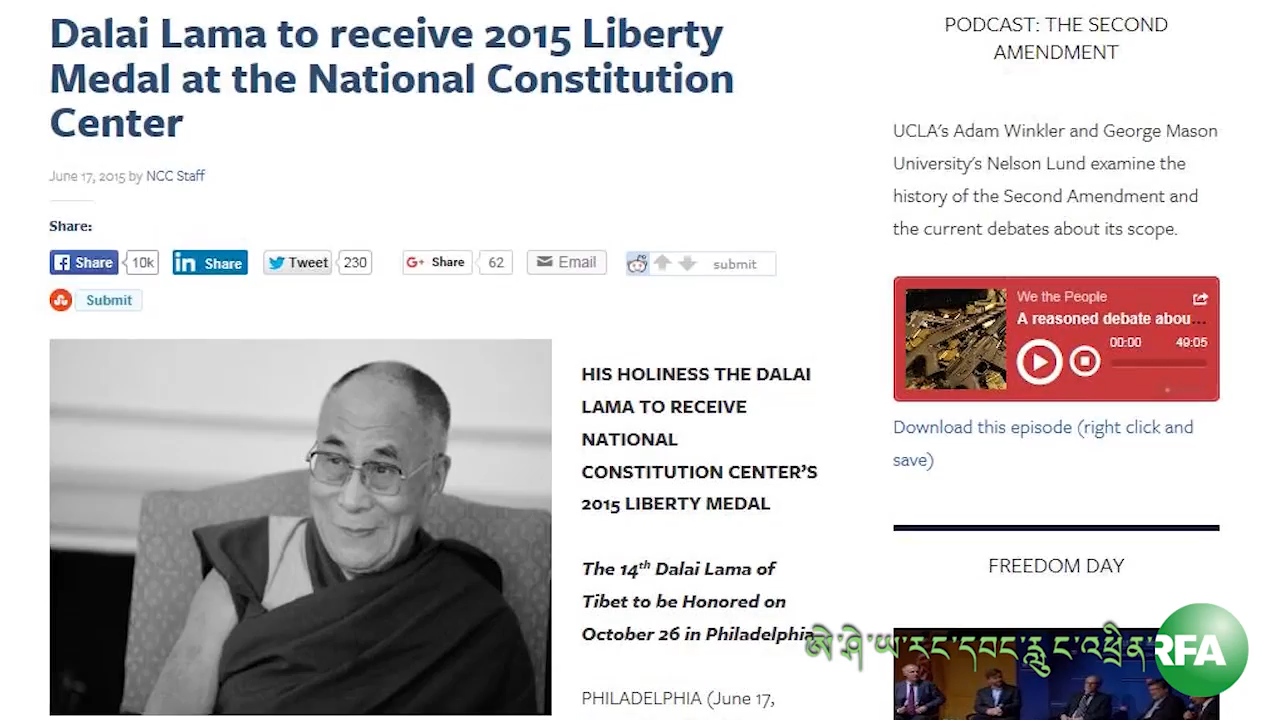 Dalai Lama to receive 2015 Liberty
Medal at the National Constitution
Center
June 17, 2015 by NCC Staff
Share:
Share 10k
in Share
Tweet 230
G+ Share 62
Email
submit
Submit
HIS HOLINESS THE DALAI
LAMA TO RECEIVE
NATIONAL
CONSTITUTION CENTER’S
2015 LIBERTY MEDAL
The 14th Dalai Lama of
Tibet to be Honored on
October 26 in Philadelphia
PHILADELPHIA (June 17,
PODCAST: THE SECOND
AMENDMENT
UCLA’s Adam Winkler and George Mason
University’s Nelson Lund examine the
history of the Second Amendment and
the current debates about its scope.
We the People
A reasoned debate abou...
00:00 49:05
Download this episode (right click and
save)
FREEDOM DAY
ཨེ་ཤེ་ཡ་རང་དབང་རླུང་འཕྲིན་
RFA